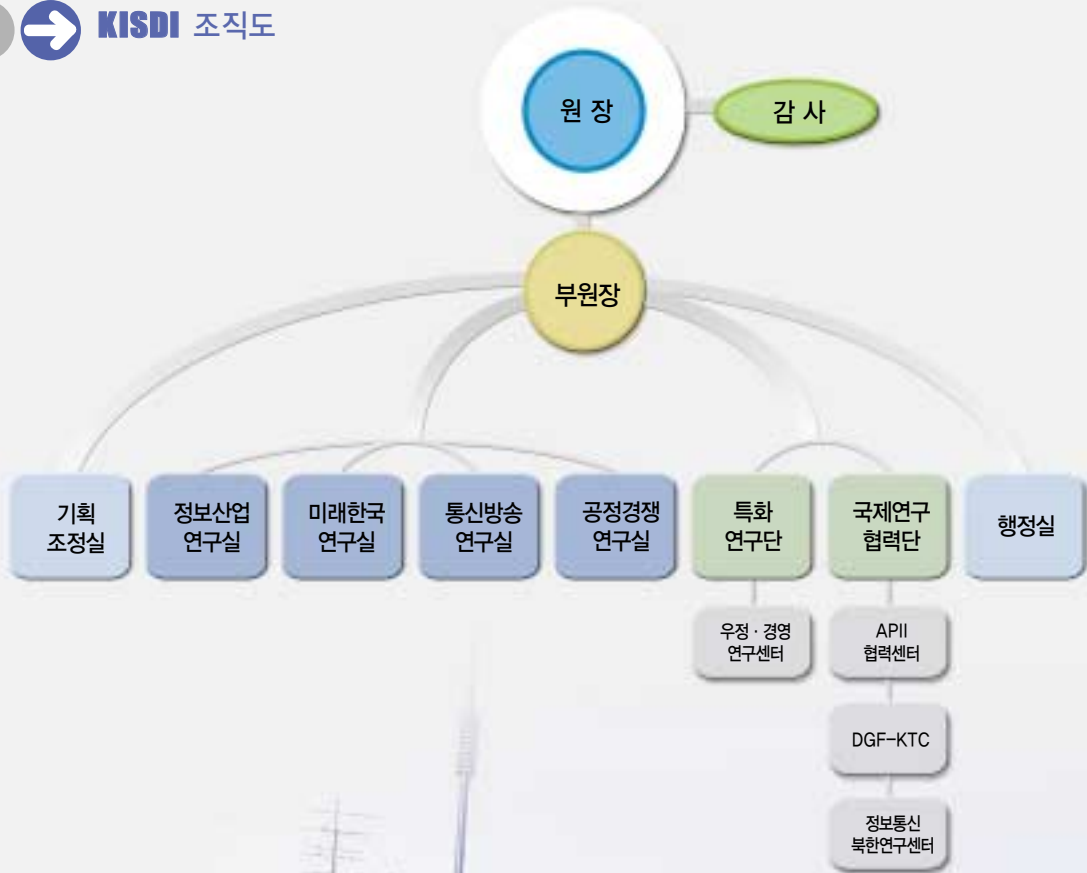 KISDI 조직도
원 장
감 사
부원장
기획
조정실
정보산업
연구실
미래한국
연구실
통신방송
연구실
공정경쟁
연구실
특화
연구단
국제연구
협력단
행정실
우정 · 경영
연구센터
APII
협력센터
DGF-KTC
정보통신
북한연구센터